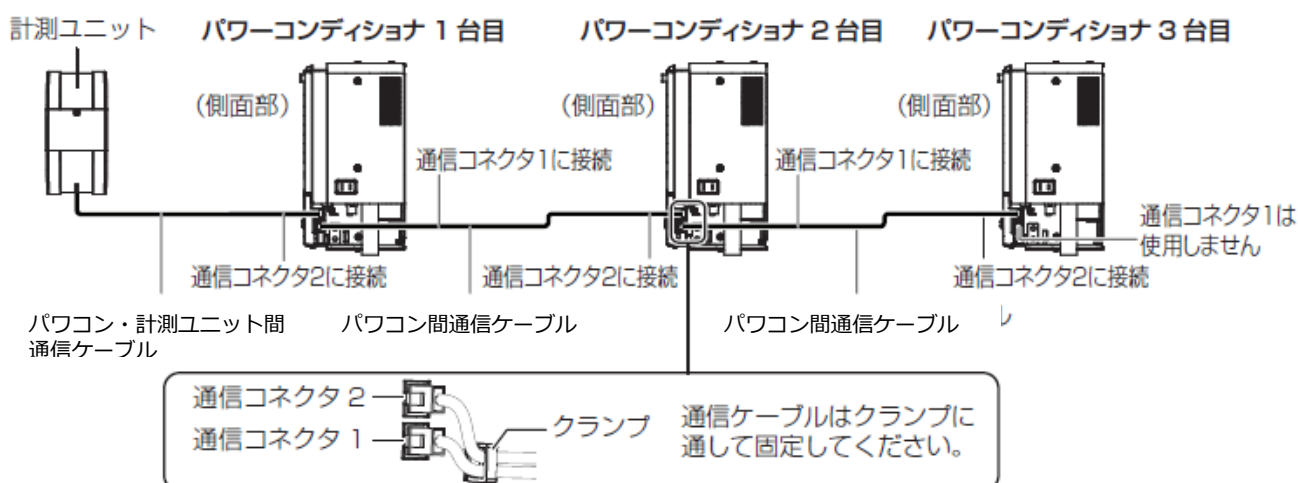 計測ユニット
パワーコンディショナ 1 台目
パワーコンディショナ 2 台目
パワーコンディショナ 3 台目
(側面部)
(側面部)
(側面部)
通信コネクタ1に接続
通信コネクタ1に接続
通信コネクタ1は
使用しません
通信コネクタ2に接続
通信コネクタ2に接続
通信コネクタ2に接続
パワコン・計測ユニット間
通信ケーブル
パワコン間通信ケーブル
パワコン間通信ケーブル
通信コネクタ 2
通信コネクタ 1
クランプ
通信ケーブルはクランプに
通して固定してください。